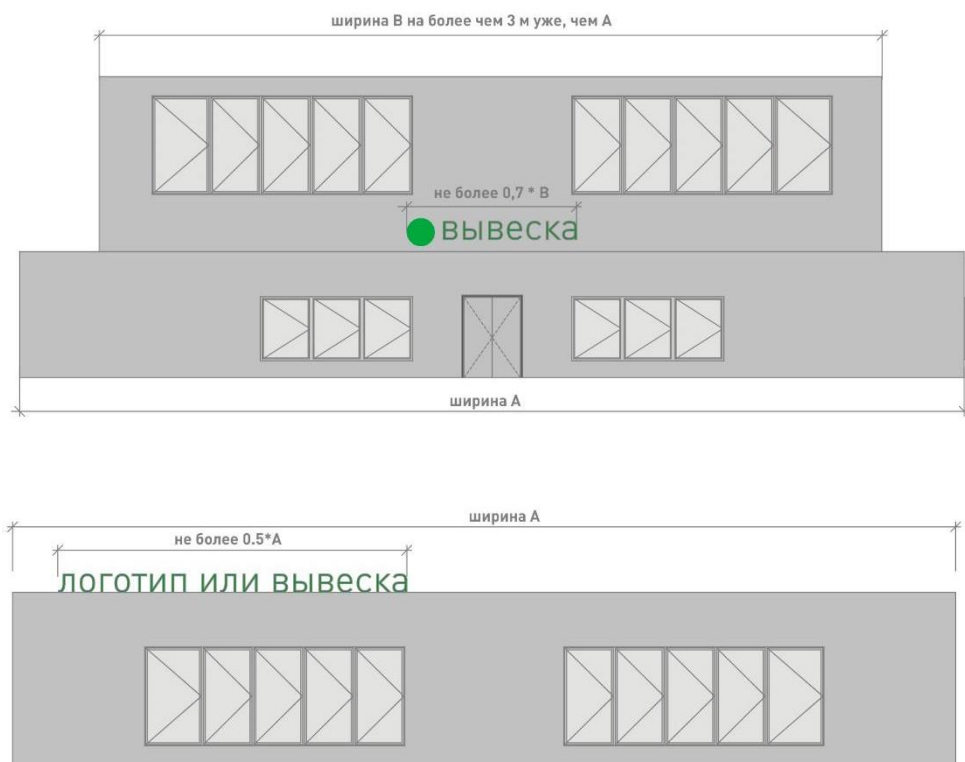 ширина В на более чем 3 м уже, чем А
не более 0,7 * В
вывеска
ширина А
ширина А
не более 0.5*А
логотип или вывеска